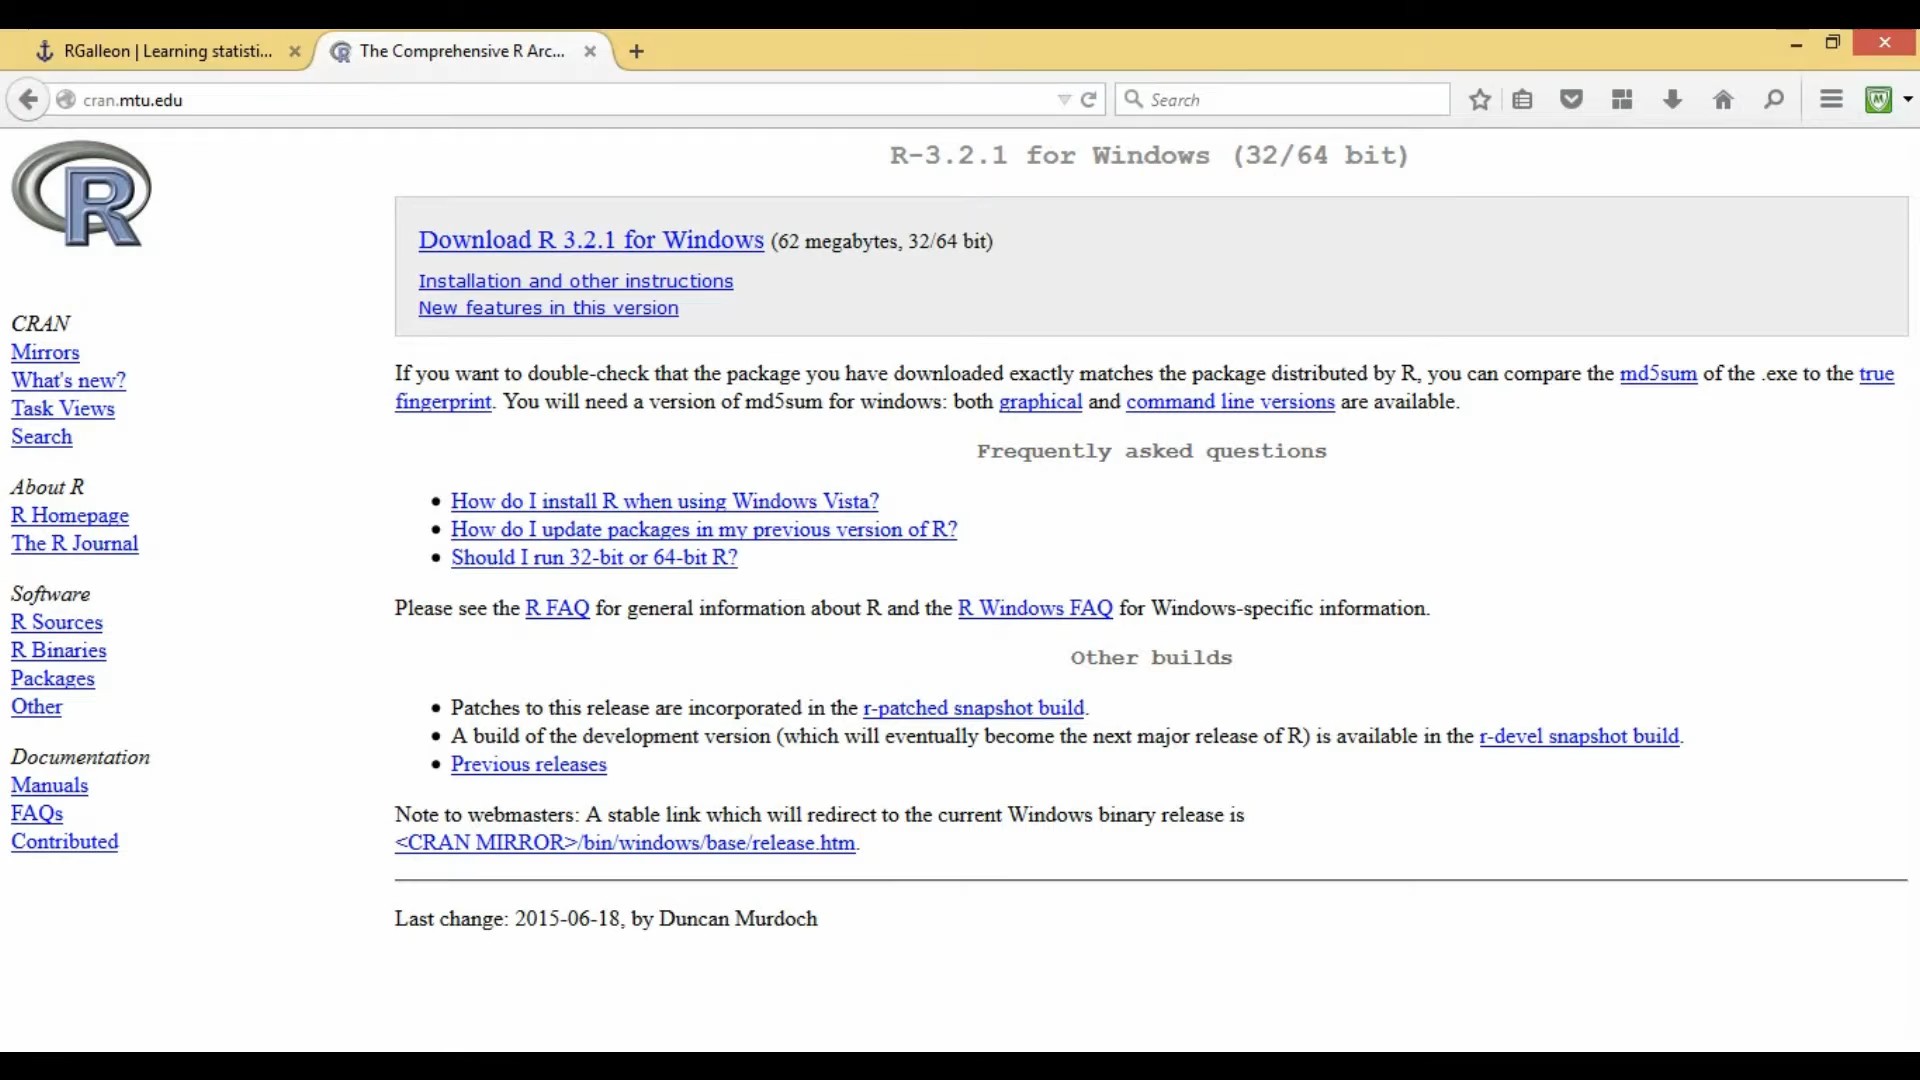 RGalleon | Learning statisti...
The Comprehensive R Arc...
cran.mtu.edu
Search
R
CRAN
Mirrors
What's new?
Task Views
Search
About R
R Homepage
The R Journal
Software
R Sources
R Binaries
Packages
Other
Documentation
Manuals
FAQs
Contributed
R-3.2.1 for Windows (32/64 bit)
Download R 3.2.1 for Windows (62 megabytes, 32/64 bit)
Installation and other instructions
New features in this version
If you want to double-check that the package you have downloaded exactly matches the package distributed by R, you can compare the md5sum of the .exe to the true
fingerprint. You will need a version of md5sum for windows: both graphical and command line versions are available.
Frequently asked questions
How do I install R when using Windows Vista?
How do I update packages in my previous version of R?
Should I run 32-bit or 64-bit R?
Please see the R FAQ for general information about R and the R Windows FAQ for Windows-specific information.
Other builds
Patches to this release are incorporated in the r-patched snapshot build.
A build of the development version (which will eventually become the next major release of R) is available in the r-devel snapshot build.
Previous releases
Note to webmasters: A stable link which will redirect to the current Windows binary release is
<CRAN MIRROR>/bin/windows/base/release.htm.
Last change: 2015-06-18, by Duncan Murdoch